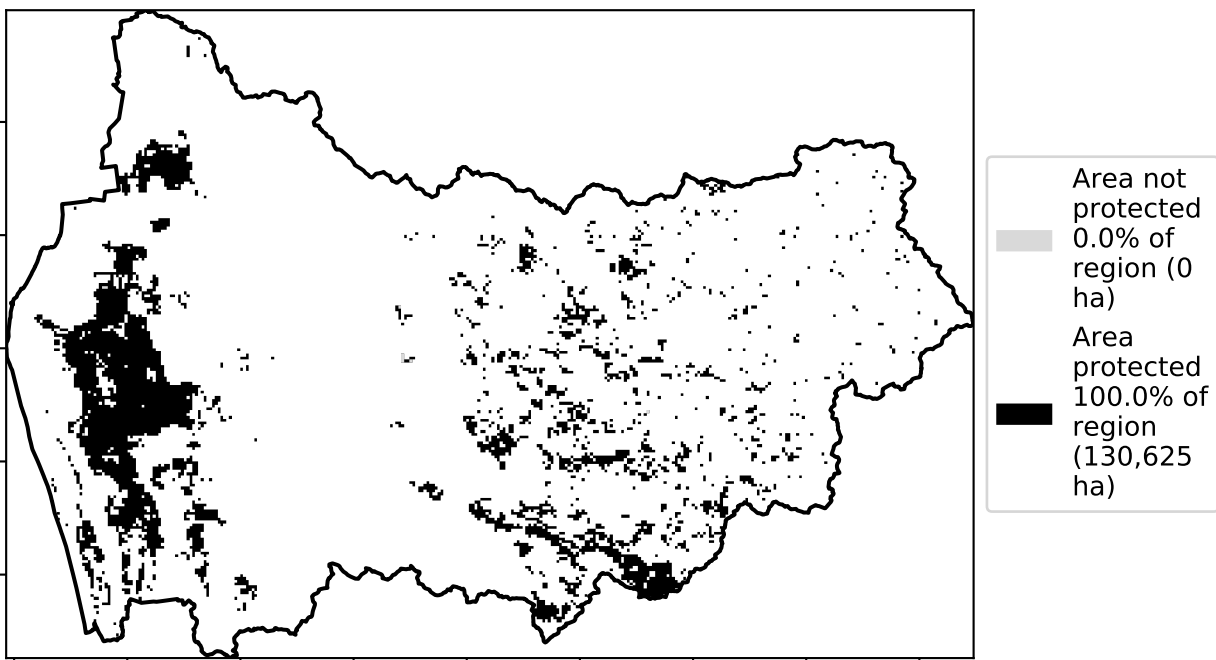 Area not
protected
0.0% of
region (0
ha)
Area
protected
100.0% of
region
(130,625
ha)